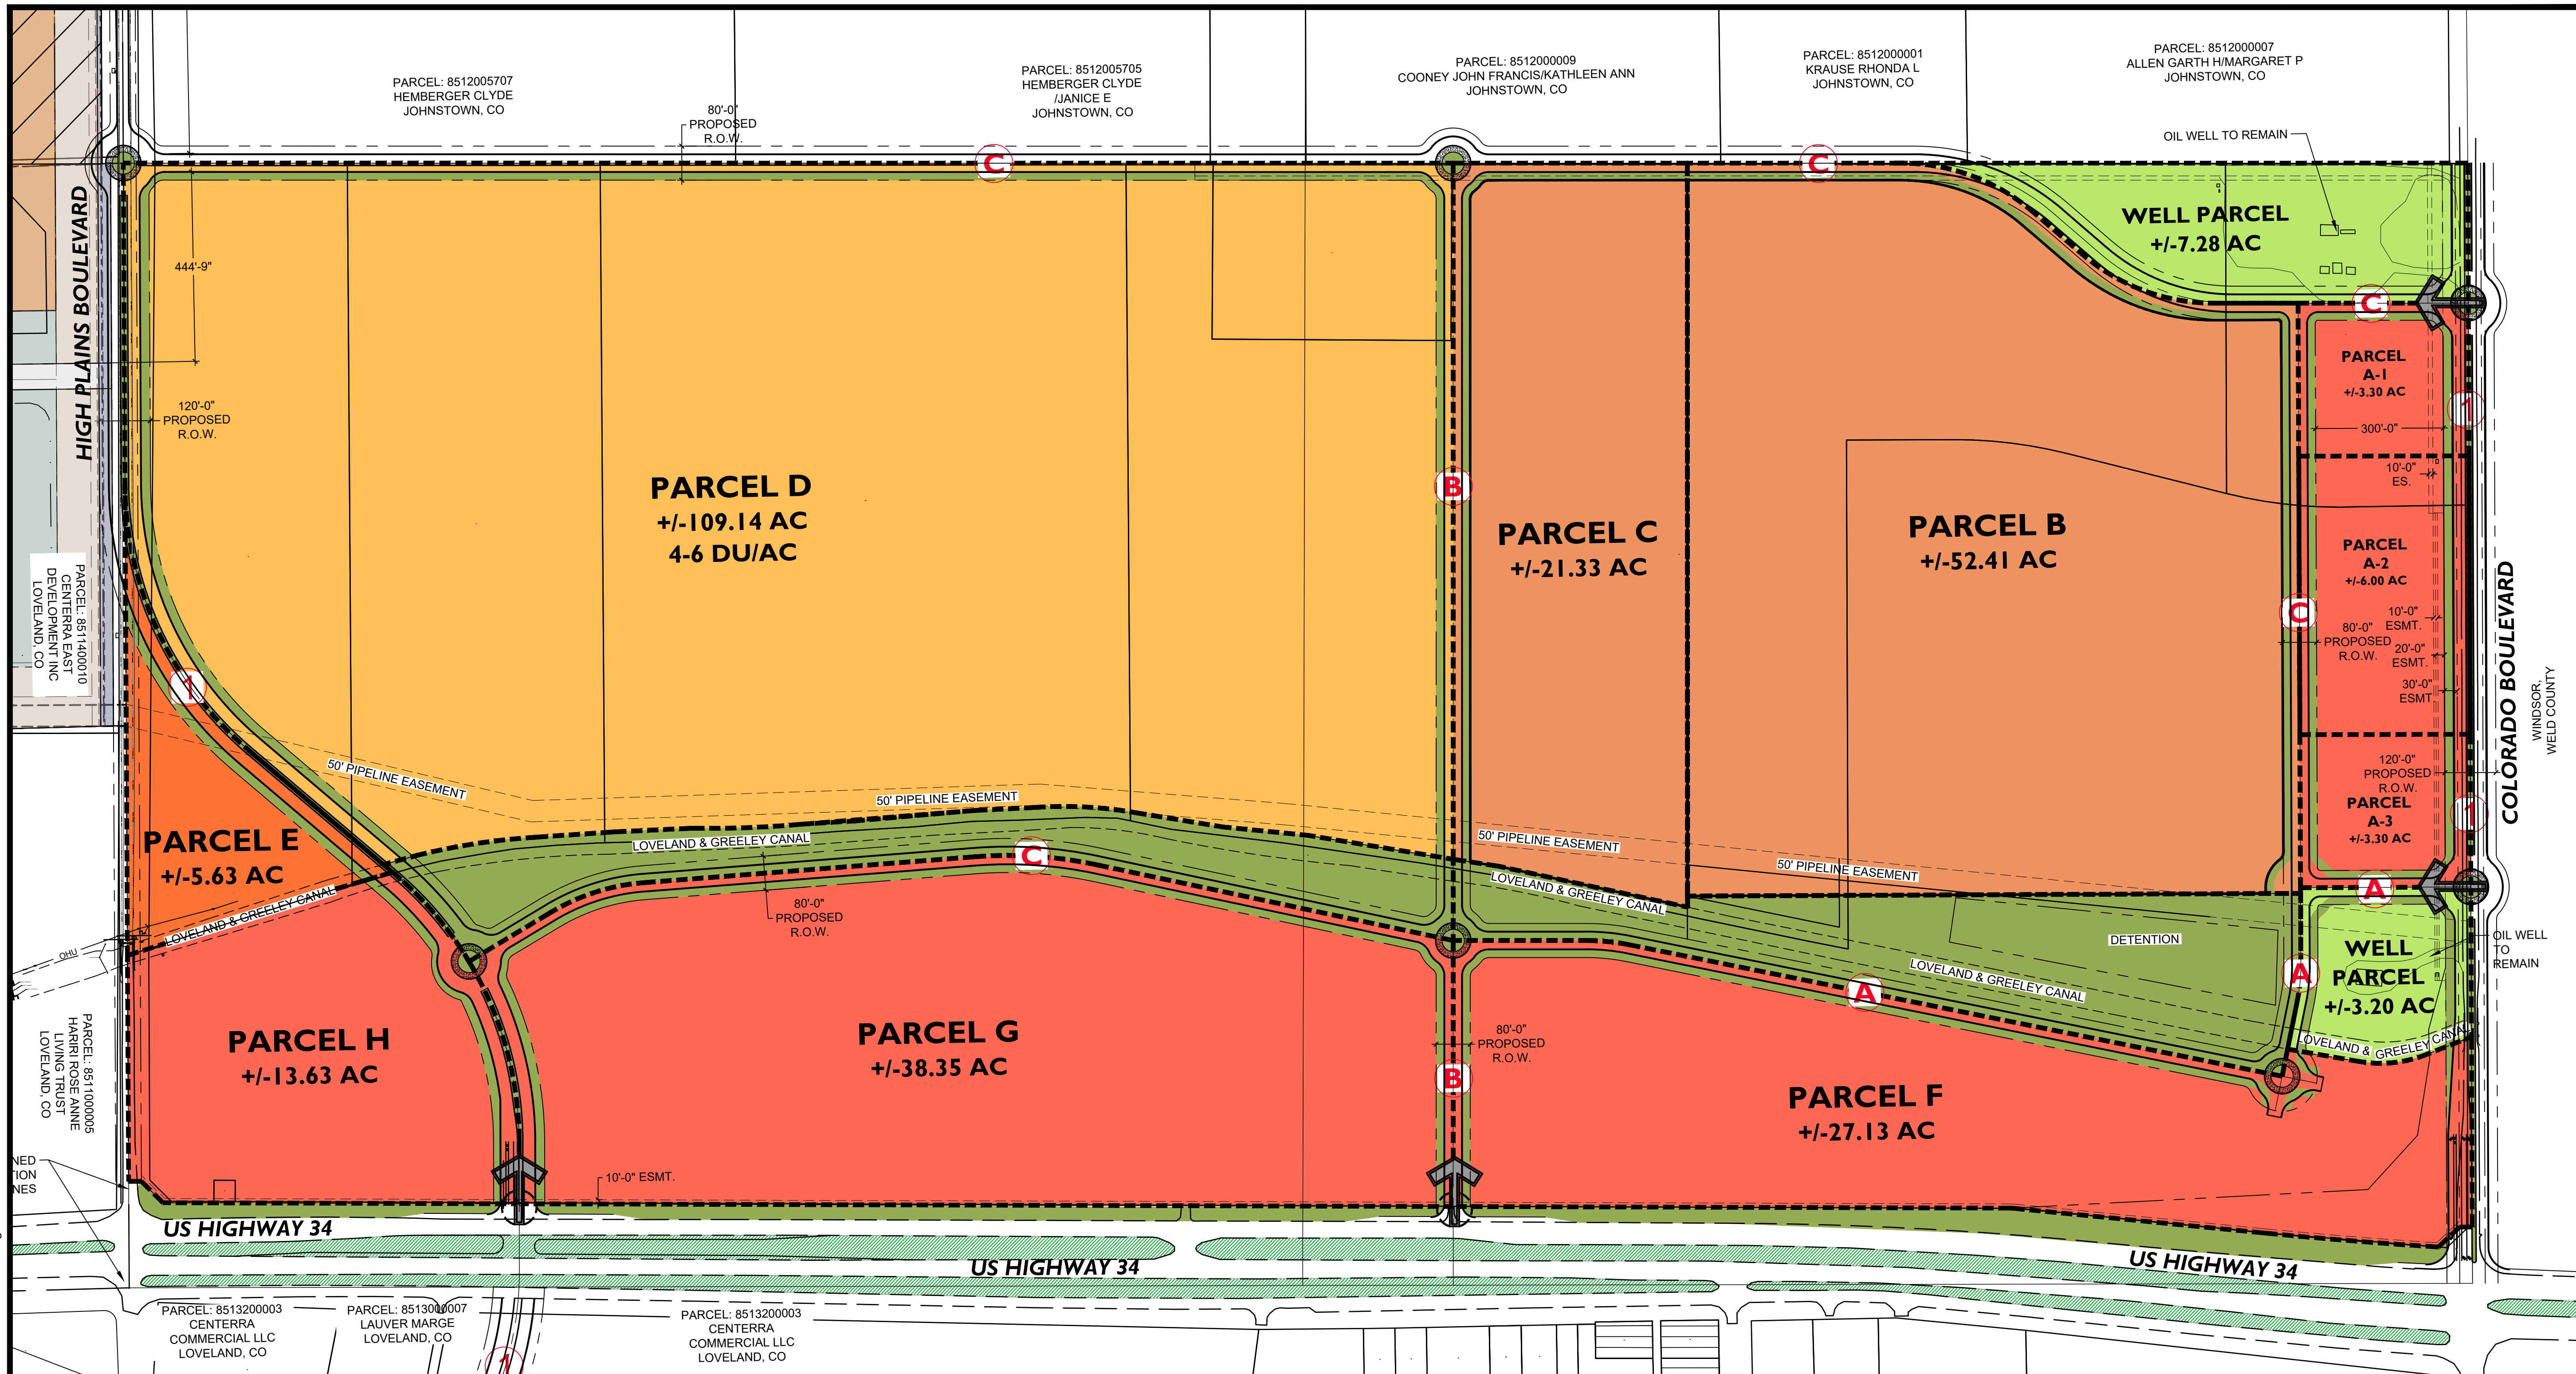 PARCEL: 8512005707
HEMBERGER CLYDE
JOHNSTOWN, CO
80'-0"
PROPOSED
R.O.W.
PARCEL: 8512005705
HEMBERGER CLYDE
/JANICE E
JOHNSTOWN, CO
PARCEL: 8512000009
COONEY JOHN FRANCIS/KATHLEEN ANN
JOHNSTOWN, CO
PARCEL: 8512000001
KRAUSE RHONDA L
JOHNSTOWN, CO
PARCEL: 8512000007
ALLEN GARTH H/MARGARET P
JOHNSTOWN, CO
OIL WELL TO REMAIN
C
C
WELL PARCEL
+/-7.28 AC
C
HIGH PLAINS BOULEVARD
444'-9"
120'-0"
PROPOSED
R.O.W.
PARCEL D
+/-109.14 AC
4-6 DU/AC
B
PARCEL C
+/-21.33 AC
PARCEL B
+/-52.41 AC
PARCEL
A-1
+/-3.30 AC
1
300'-0"
10'-0"
ES.
PARCEL
A-2
+/-6.00 AC
C
80'-0"
PROPOSED
R.O.W.
10'-0"
ESMT.
20'-0"
ESMT.
30'-0"
ESMT
COLORADO BOULEVARD
WINDSOR,
WELD COUNTY
120'-0"
PROPOSED
R.O.W.
PARCEL
A-3
+/-3.30 AC
1
PARCEL: 8511400010
CENTERRA EAST
DEVELOPMENT INC
LOVELAND, CO
1
50' PIPELINE EASEMENT
50' PIPELINE EASEMENT
50' PIPELINE EASEMENT
50' PIPELINE EASEMENT
PARCEL E
+/-5.63 AC
LOVELAND & GREELEY CANAL
LOVELAND & GREELEY CANAL
C
80'-0"
PROPOSED
R.O.W.
LOVELAND & GREELEY CANAL
A
DETENTION
LOVELAND & GREELEY CANAL
A
A
WELL
PARCEL
+/-3.20 AC
OIL WELL
TO
REMAIN
LOVELAND & GREELEY CANAL
OHU
PARCEL: 8511000005
HARIRI ROSE ANNE
LIVING TRUST
LOVELAND, CO
PARCEL H
+/-13.63 AC
PARCEL G
+/-38.35 AC
80'-0"
PROPOSED
R.O.W.
B
PARCEL F
+/-27.13 AC
NED
TION
NES
10'-0" ESMT.
US HIGHWAY 34
US HIGHWAY 34
US HIGHWAY 34
PARCEL: 8513200003
CENTERRA
COMMERCIAL LLC
LOVELAND, CO
PARCEL: 8513000007
LAUVER MARGE
LOVELAND, CO
1
PARCEL: 8513200003
CENTERRA
COMMERCIAL LLC
LOVELAND, CO